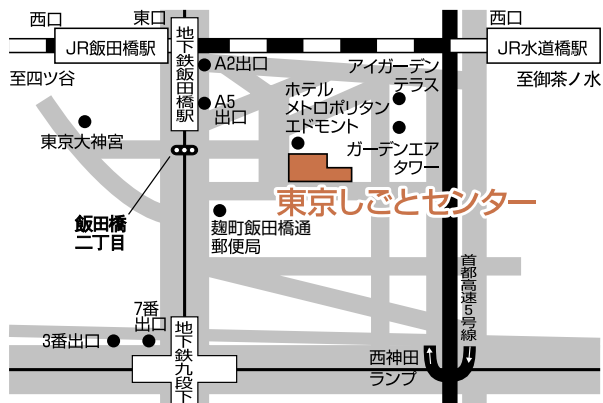 西口
東口
西口
JR飯田橋駅
地下鉄飯田橋駅
JR水道橋駅
至四ツ谷
A2出口
アイガーデン
テラス
至御茶ノ水
A5
出口
ホテル
メトロポリタン
エドモント
東京大神宮
ガーデンエア
タワー
東京しごとセンター
飯田橋
二丁目
麹町飯田橋通
郵便局
首都高速5号線
7番
出口
3番出口
地下鉄九段下
西神田
ランプ